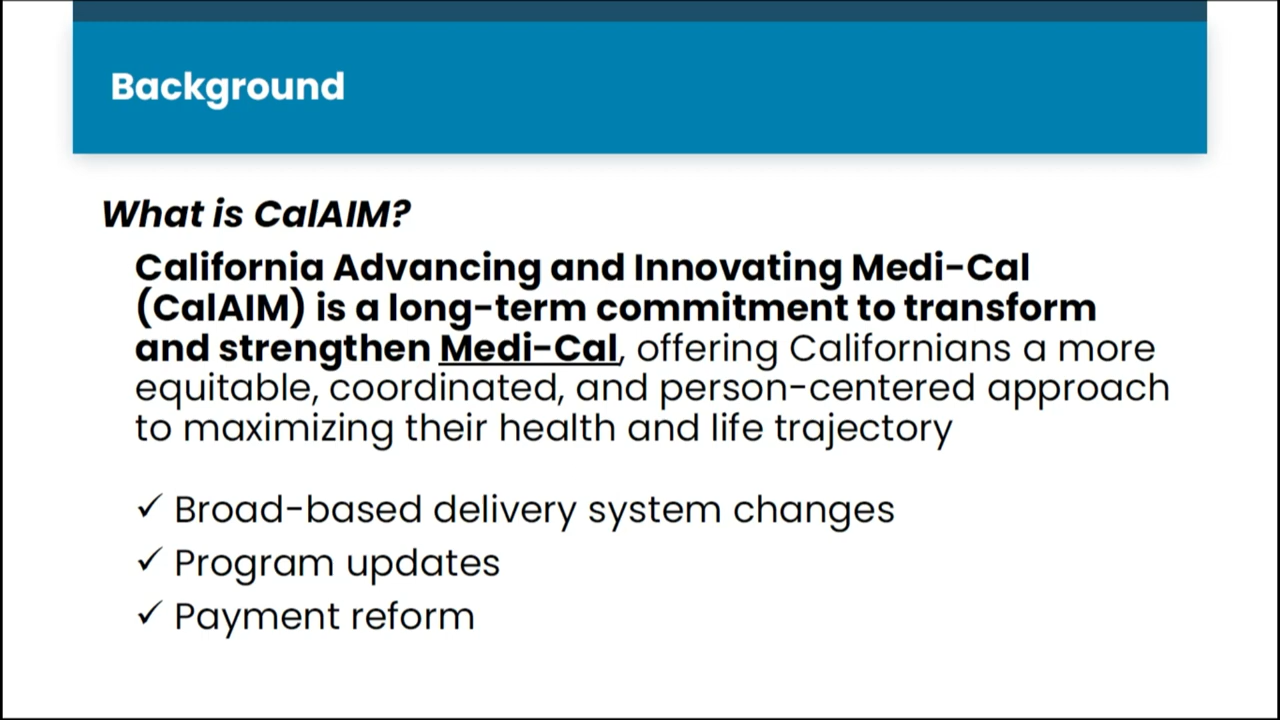 Background
What is CalAIM?
California Advancing and Innovating Medi-Cal
(CalAIM) is a long-term commitment to transform
and strengthen Medi-Cal, offering Californians a more
equitable, coordinated, and person-centered approach
to maximizing their health and life trajectory
✓ Broad-based delivery system changes
✓ Program updates
✓ Payment reform